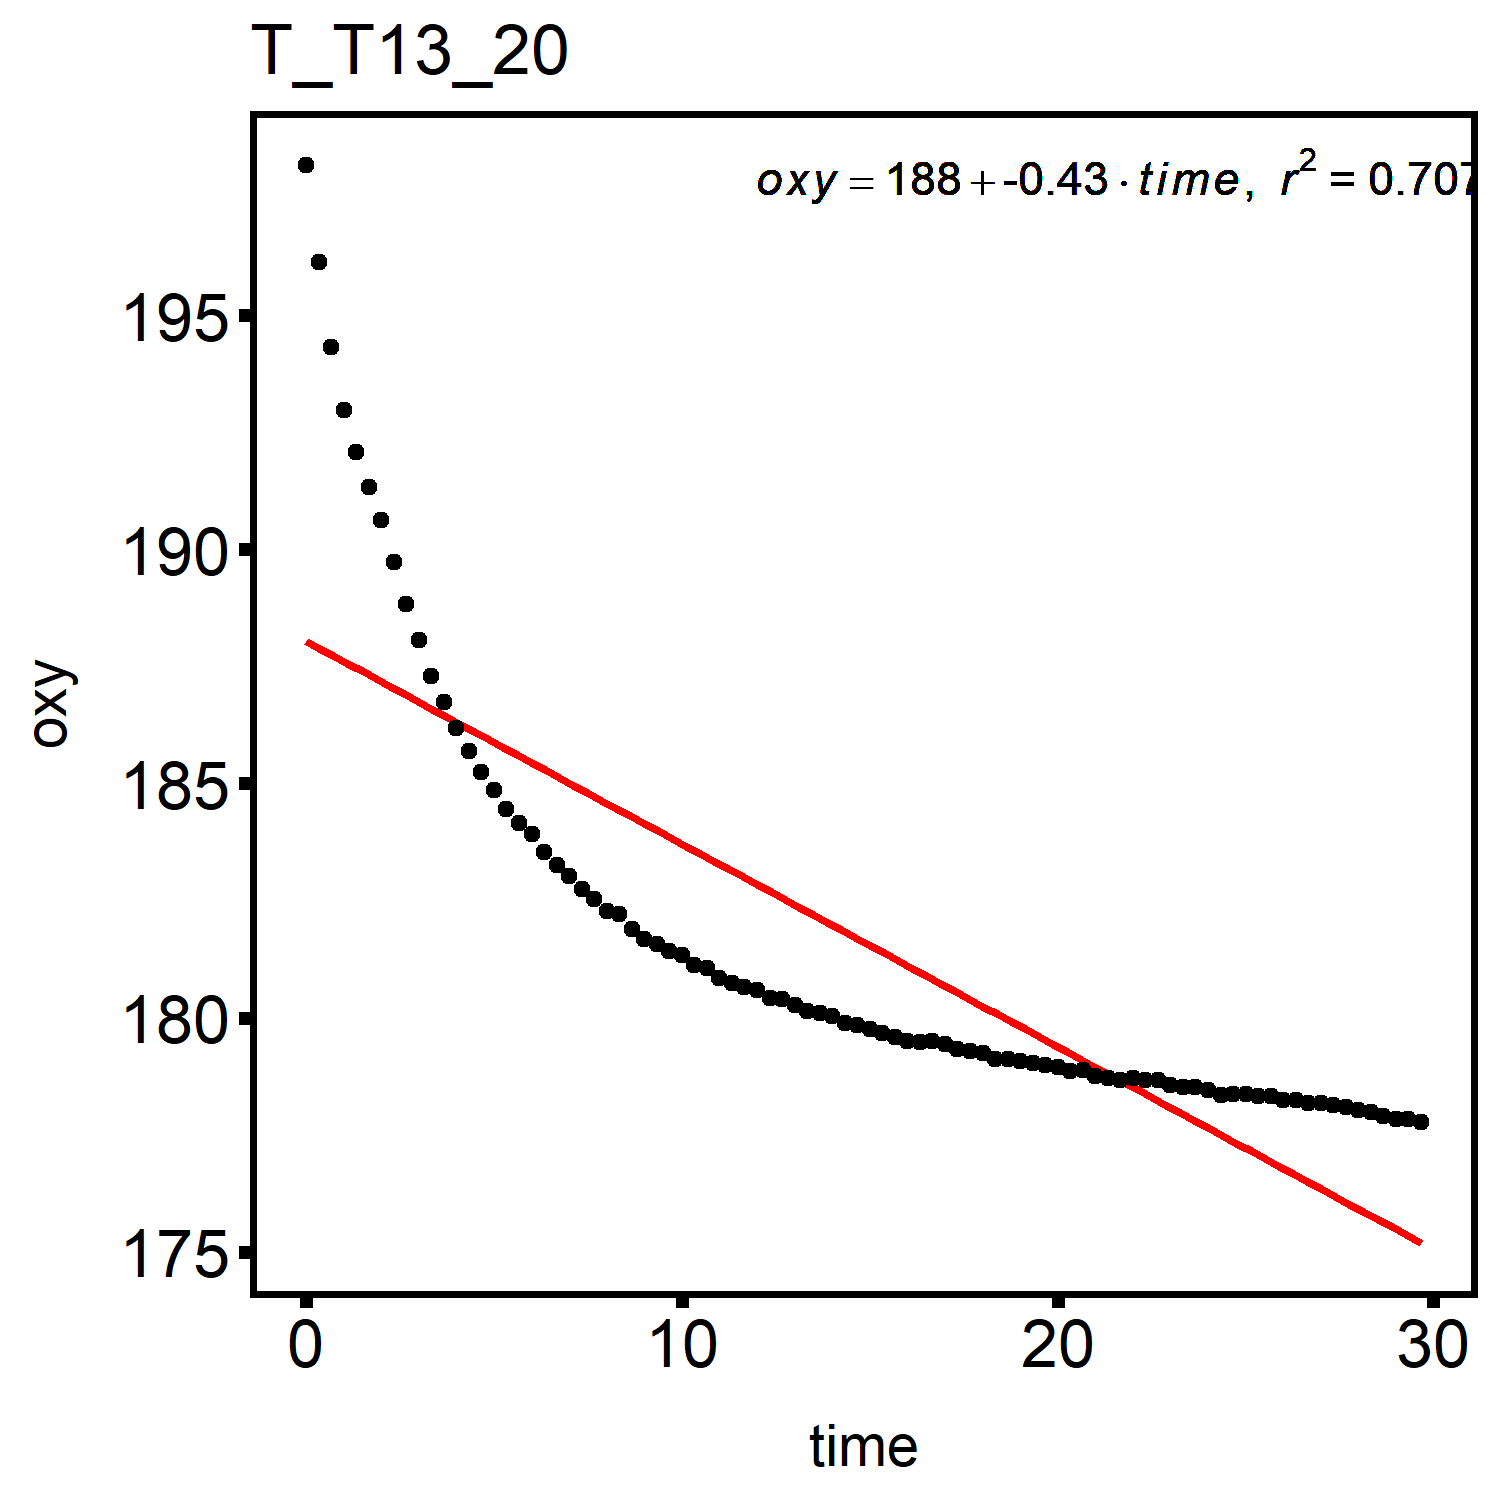 T_T13_20
oxy = 188 + -0.43 · time, r² = 0.707
195
190
185
180
175
oxy
0 10 20 30
time